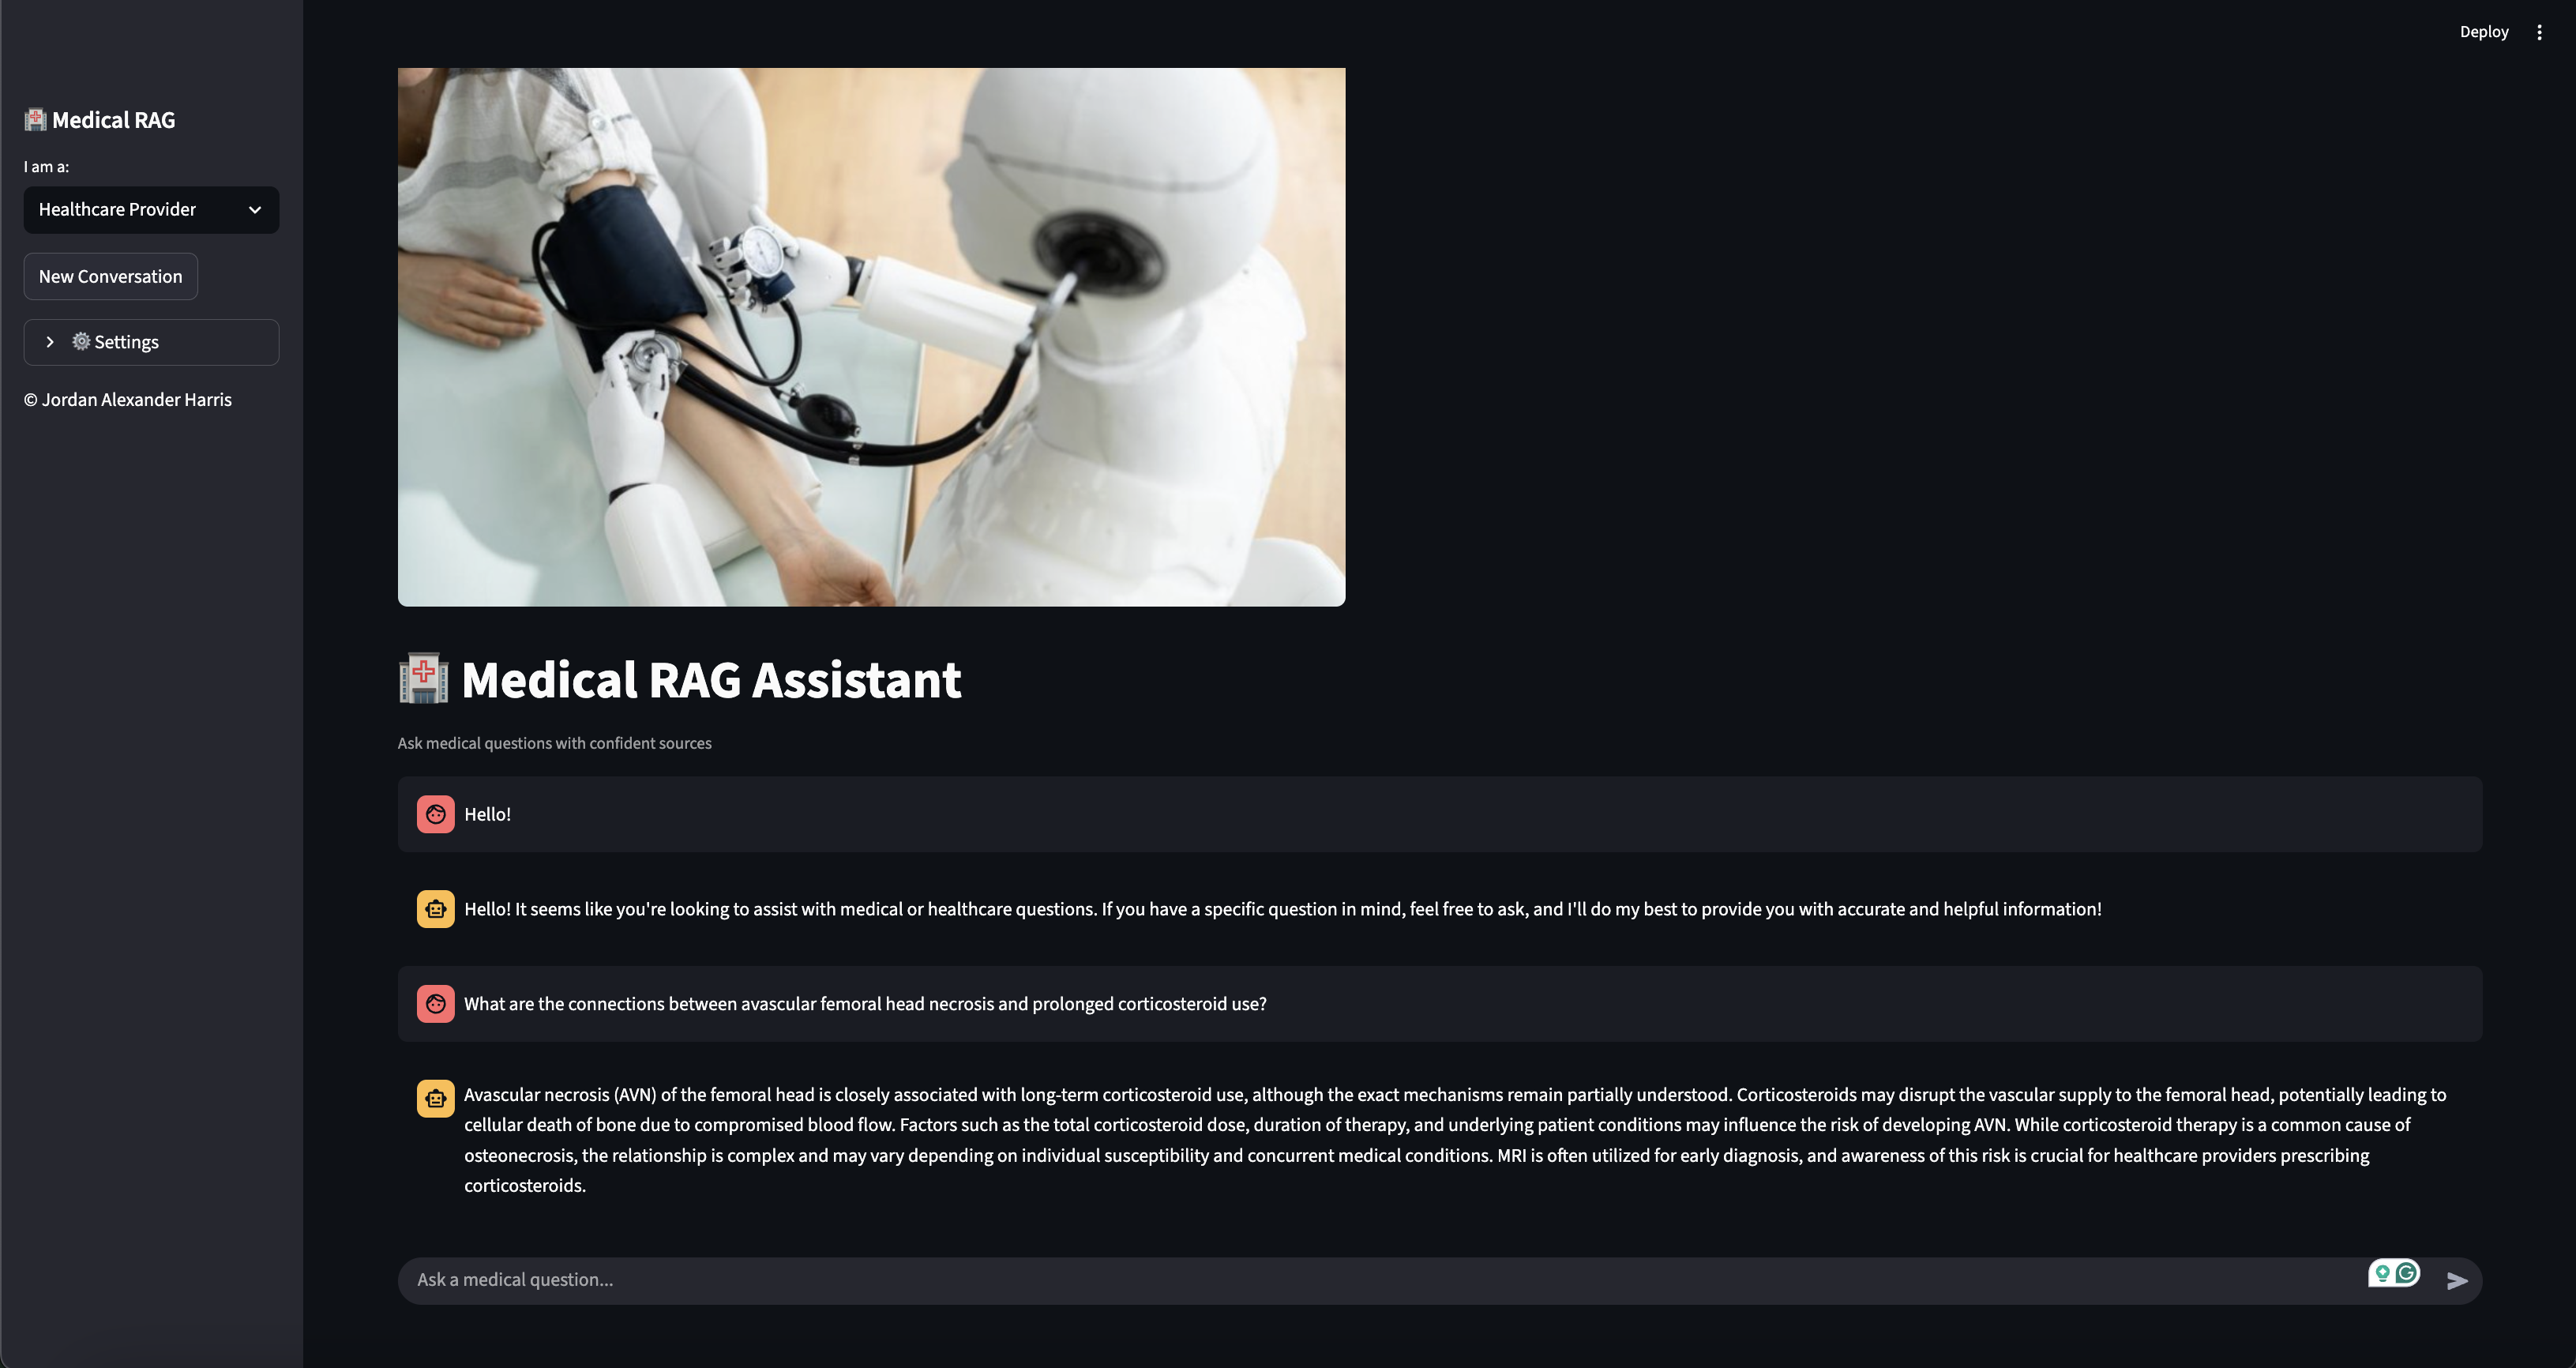 Deploy
🏥 Medical RAG
I am a:
Healthcare Provider
New Conversation
⚙️ Settings
© Jordan Alexander Harris
🏥 Medical RAG Assistant
Ask medical questions with confident sources
Hello!
Hello! It seems like you're looking to assist with medical or healthcare questions. If you have a specific question in mind, feel free to ask, and I'll do my best to provide you with accurate and helpful information!
What are the connections between avascular femoral head necrosis and prolonged corticosteroid use?
Avascular necrosis (AVN) of the femoral head is closely associated with long-term corticosteroid use, although the exact mechanisms remain partially understood. Corticosteroids may disrupt the vascular supply to the femoral head, potentially leading to
cellular death of bone due to compromised blood flow. Factors such as the total corticosteroid dose, duration of therapy, and underlying patient conditions may influence the risk of developing AVN. While corticosteroid therapy is a common cause of
osteonecrosis, the relationship is complex and may vary depending on individual susceptibility and concurrent medical conditions. MRI is often utilized for early diagnosis, and awareness of this risk is crucial for healthcare providers prescribing
corticosteroids.
Ask a medical question...